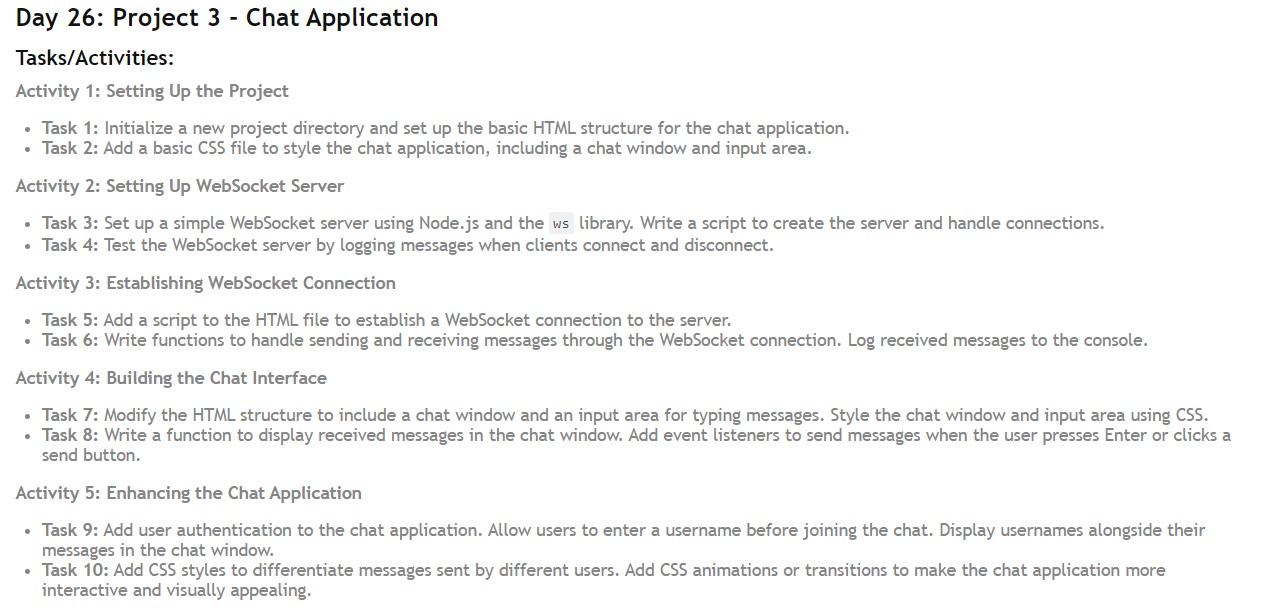 Day 26: Project 3 - Chat Application
Tasks/Activities:
Activity 1: Setting Up the Project
• Task 1: Initialize a new project directory and set up the basic HTML structure for the chat application.
• Task 2: Add a basic CSS file to style the chat application, including a chat window and input area.
Activity 2: Setting Up WebSocket Server
• Task 3: Set up a simple WebSocket server using Node.js and the ws library. Write a script to create the server and handle connections.
• Task 4: Test the WebSocket server by logging messages when clients connect and disconnect.
Activity 3: Establishing WebSocket Connection
• Task 5: Add a script to the HTML file to establish a WebSocket connection to the server.
• Task 6: Write functions to handle sending and receiving messages through the WebSocket connection. Log received messages to the console.
Activity 4: Building the Chat Interface
• Task 7: Modify the HTML structure to include a chat window and an input area for typing messages. Style the chat window and input area using CSS.
• Task 8: Write a function to display received messages in the chat window. Add event listeners to send messages when the user presses Enter or clicks a
send button.
Activity 5: Enhancing the Chat Application
• Task 9: Add user authentication to the chat application. Allow users to enter a username before joining the chat. Display usernames alongside their
messages in the chat window.
• Task 10: Add CSS styles to differentiate messages sent by different users. Add CSS animations or transitions to make the chat application more
interactive and visually appealing.